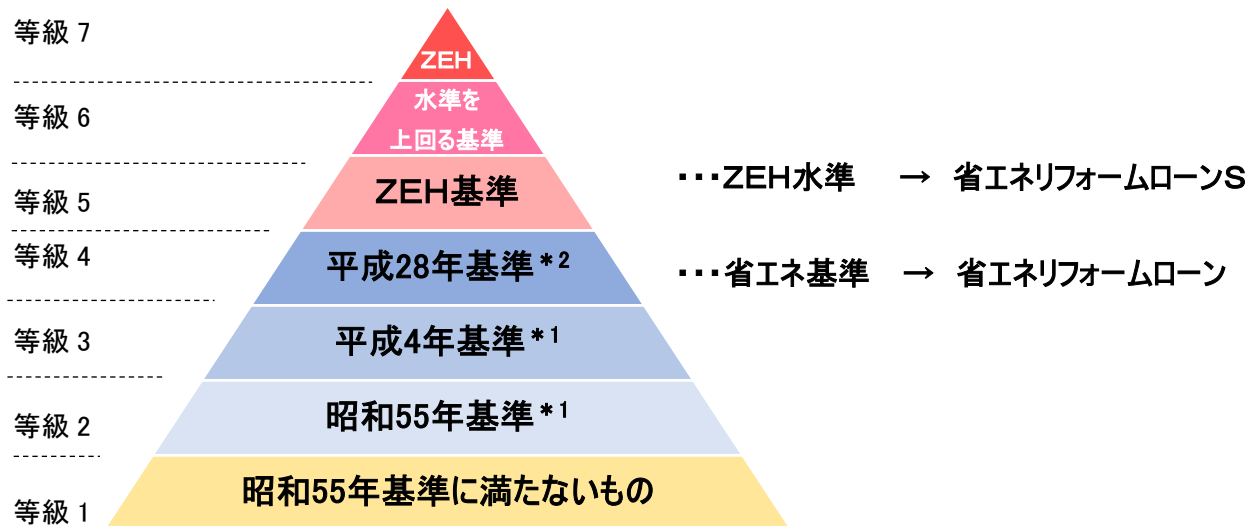 等級 7
ZEH
等級 6
水準を
上回る基準
等級 5
ZEH基準
･･･ZEH水準 → 省エネリフォームローンS
等級 4
平成28年基準*2
･･･省エネ基準 → 省エネリフォームローン
等級 3
平成4年基準*1
等級 2
昭和55年基準*1
等級 1
昭和55年基準に満たないもの